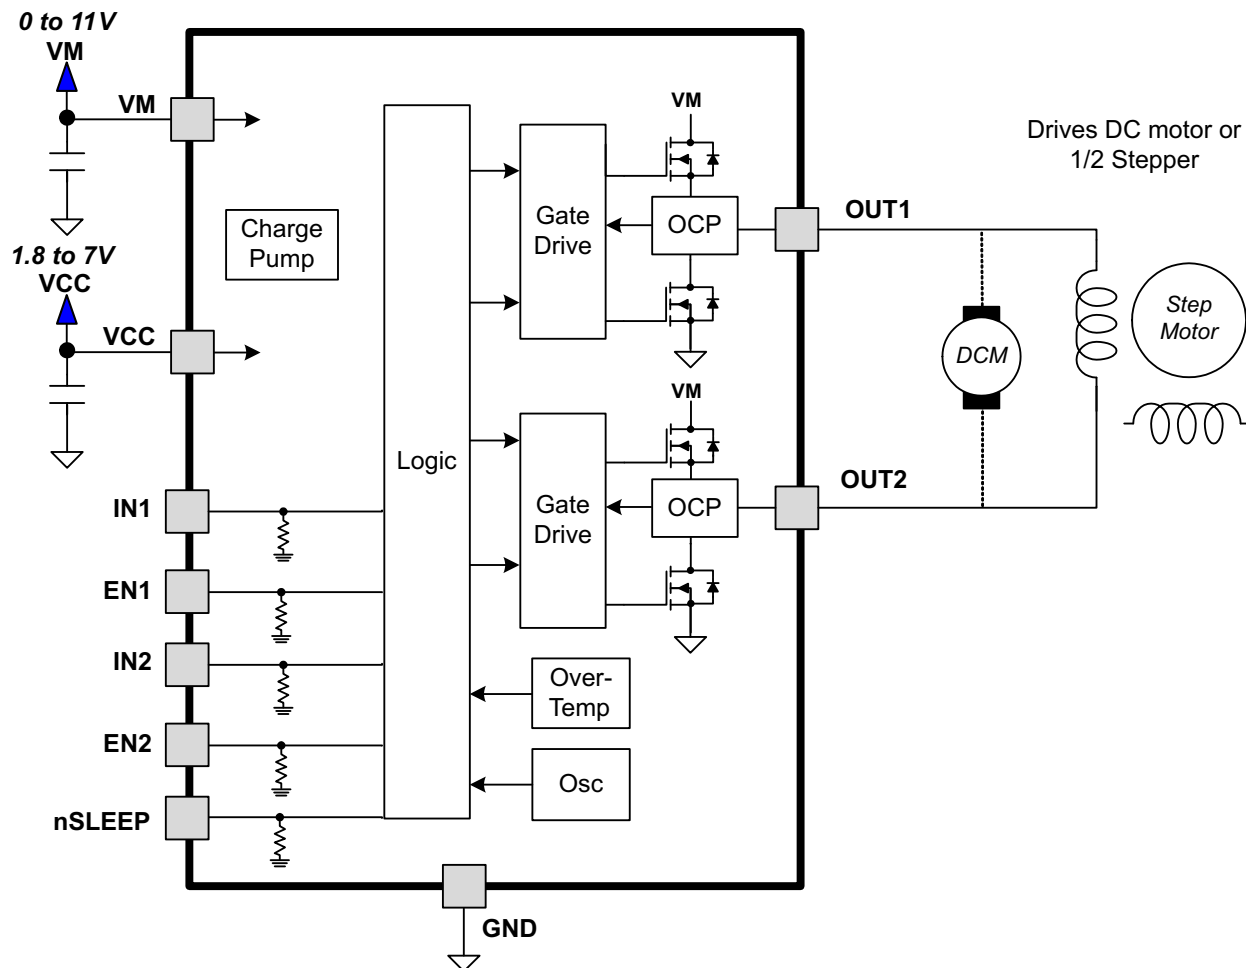 0 to 11V
VM
VM
VM
Drives DC motor or
1/2 Stepper
Charge
Pump
Gate
Drive
OCP
OUT1
1.8 to 7V
VCC
VCC
Step
Motor
DCM
VM
Logic
Gate
Drive
OCP
OUT2
IN1
EN1
IN2
EN2
nSLEEP
Over-
Temp
Osc
GND